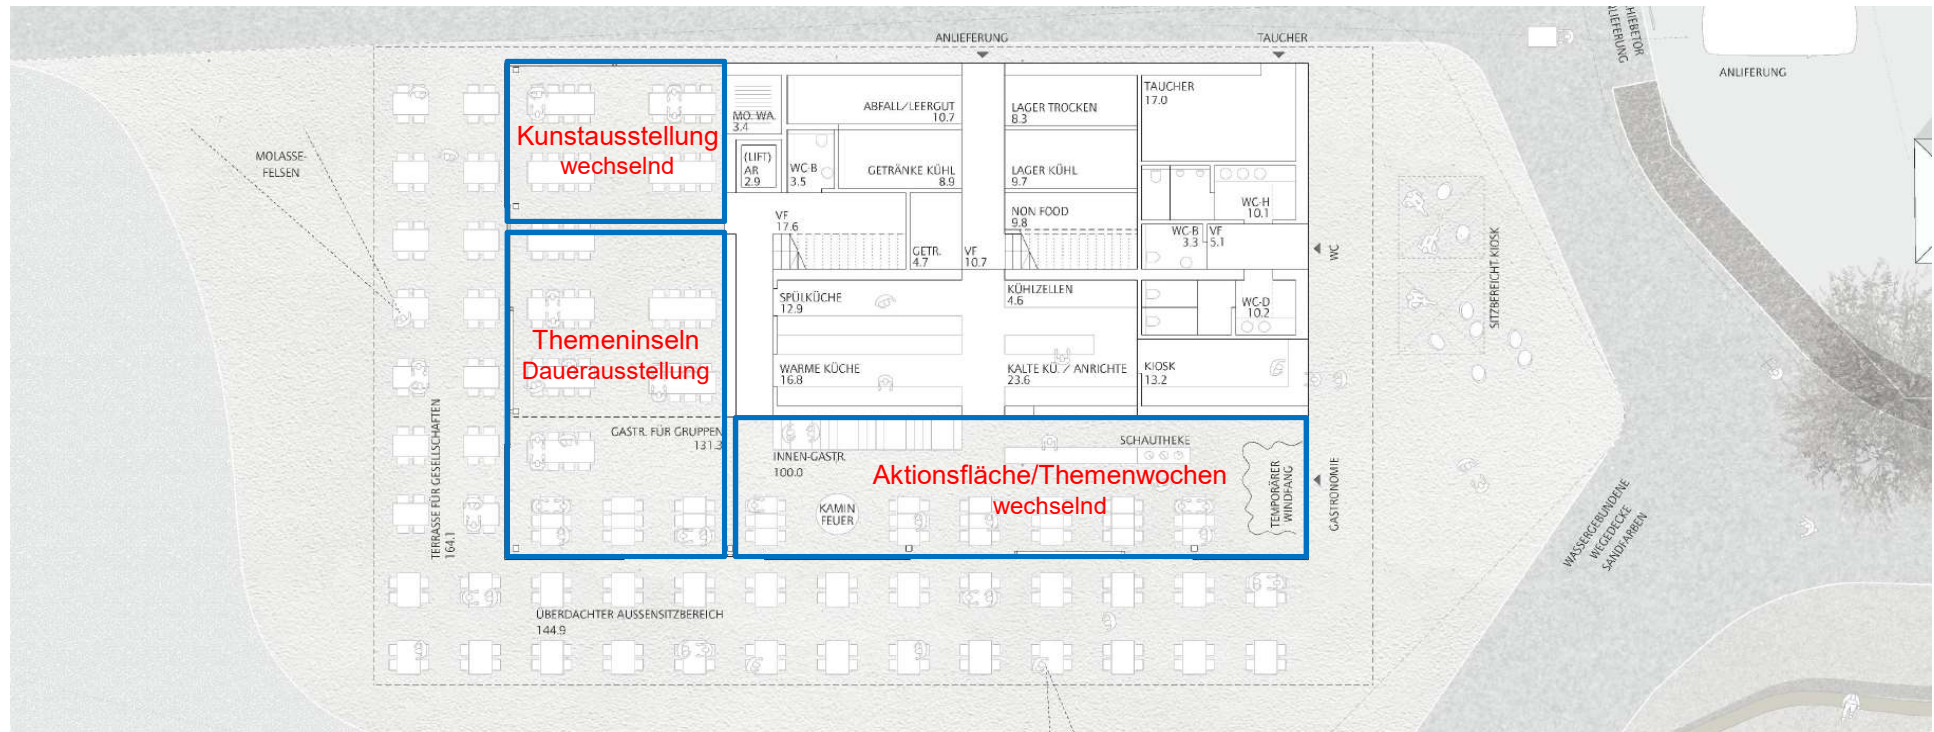 ANLIEFERUNG
TAUCHER
HIEBETOR
QLIEFERUNG
ANLIFERUNG
MOLASSE-
FELSEN
Kunstausstellung
wechselnd
MO. WA.
3.4
ABFALL/LEERGUT
10.7
LAGER TROCKEN
8.3
TAUCHER
17.0
(LIFT)
AR
2.9
WC-B
3.5
GETRÄNKE KÜHL
8.9
LAGER KÜHL
9.7
WC-H
10.1
VF
17.6
NON FOOD
9.8
GETR.
4.7
VF
10.7
WC-B
3.3
VF
5.1
WC
SITZBEREICHT KIOSK
SPÜLKÜCHE
12.9
KÜHLZELLEN
4.6
WC-D
10.2
Themeninseln
Dauerausstellung
WARME KÜCHE
16.8
KALTE KÜ. / ANRICHTE
23.6
KIOSK
13.2
TERRASSE FÜR GESELLSCHAFTEN
164.1
GASTR. FÜR GRUPPEN
131.3
INNEN-GASTR.
100.0
SCHAUTHEKE
Aktionsfläche/Themenwochen
wechselnd
KAMIN
FEUER
TEMPORÄRER
WINDFANG
GASTRONOMIE
WASSERGEBUNDENE
WEGEDECKE
SANDFARBEN
ÜBERDACHTER AUSSENSITZBEREICH
144.9